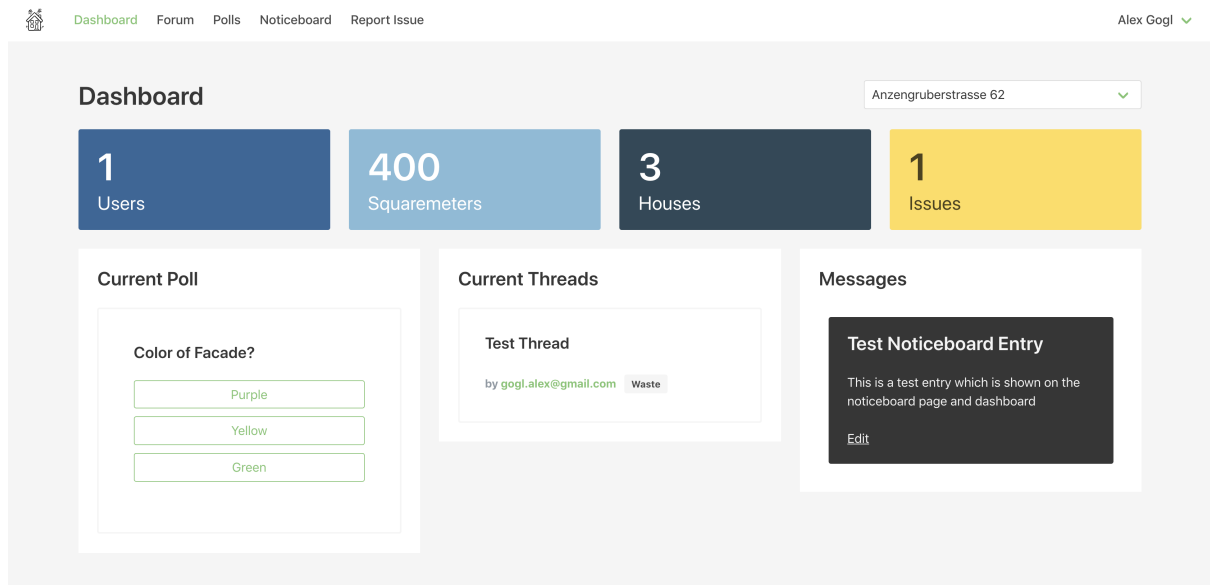 Dashboard Forum Polls Noticeboard Report Issue Alex Gogl
Dashboard
Anzengruberstrasse 62
1
Users
400
Squaremeters
3
Houses
1
Issues
Current Poll
Color of Facade?
Purple
Yellow
Green
Current Threads
Test Thread
by gogl.alex@gmail.com Waste
Messages
Test Noticeboard Entry
This is a test entry which is shown on the
noticeboard page and dashboard
Edit